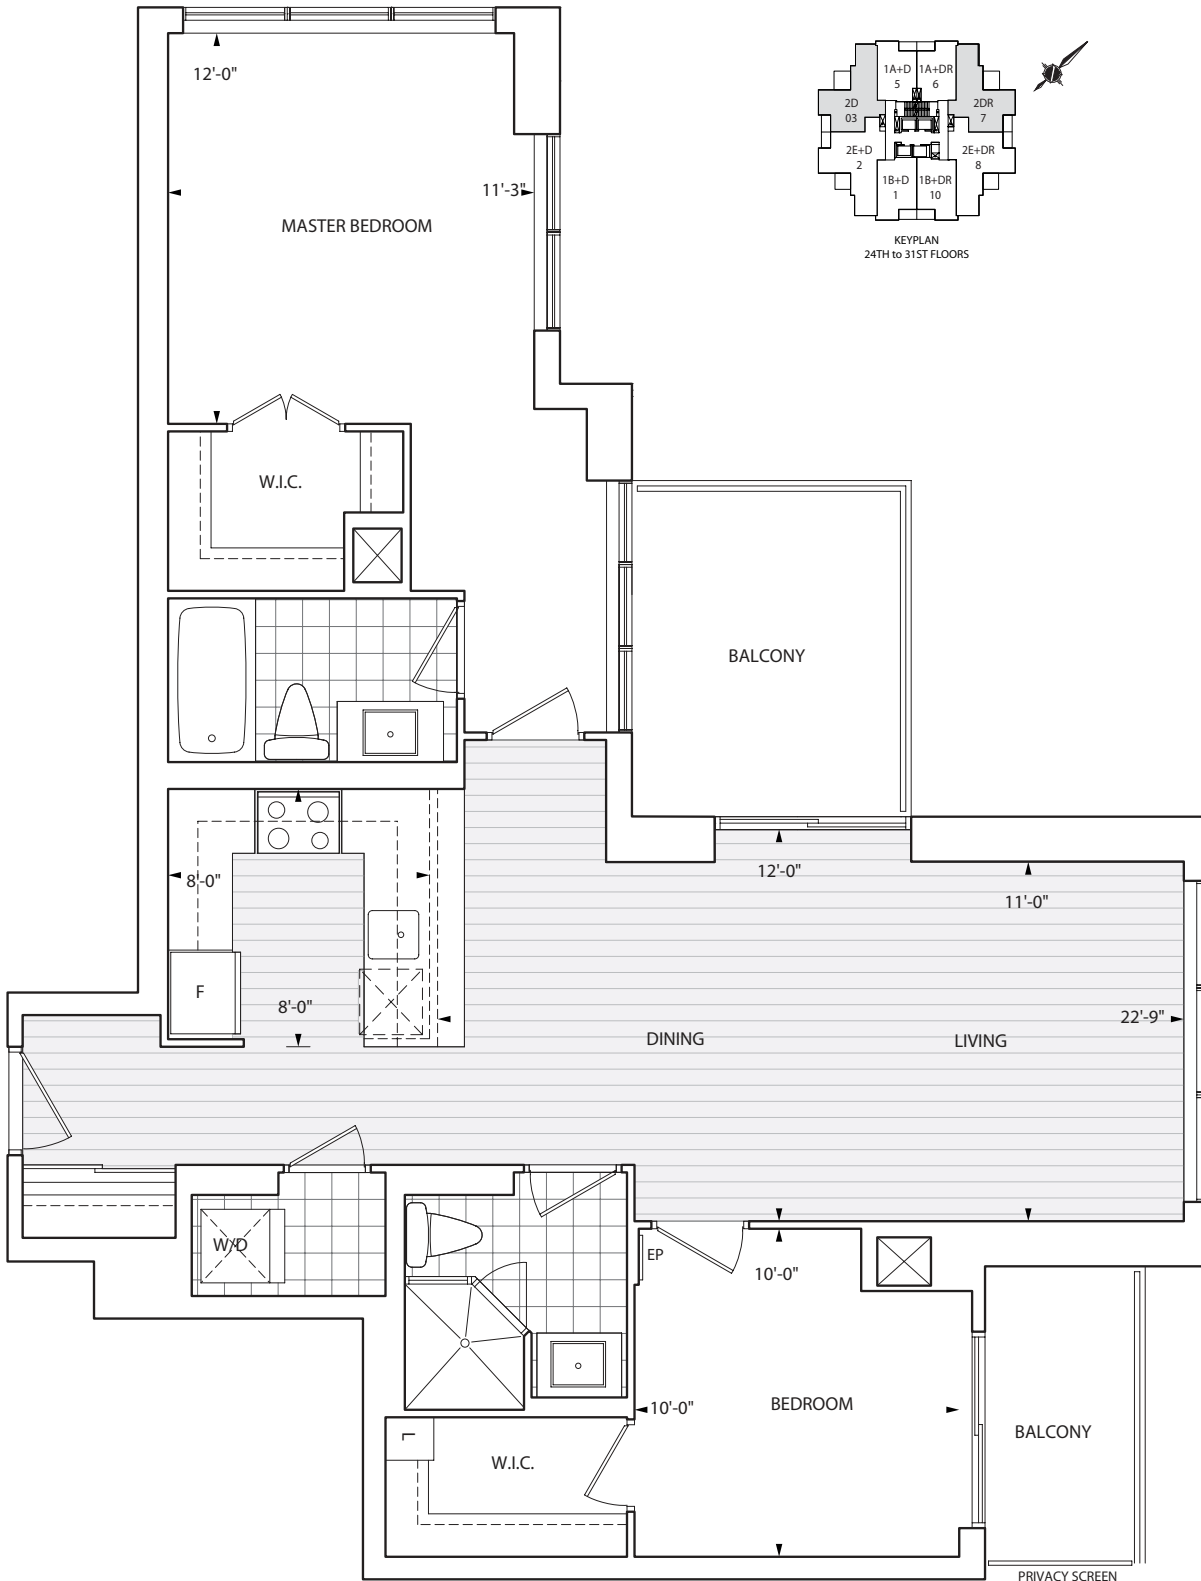 12'-0"
11'-3"
MASTER BEDROOM
1A+D
5
1A+DR
6
2D
03
2DR
7
2E+D
2
2E+DR
8
1B+D
1
1B+DR
10
KEYPLAN
24TH to 31ST FLOORS
W.I.C.
BALCONY
12'-0"
8'-0"
11'-0"
F
8'-0"
22'-9"
DINING
LIVING
W/D
EP
10'-0"
10'-0"
BEDROOM
L
W.I.C.
BALCONY
PRIVACY SCREEN